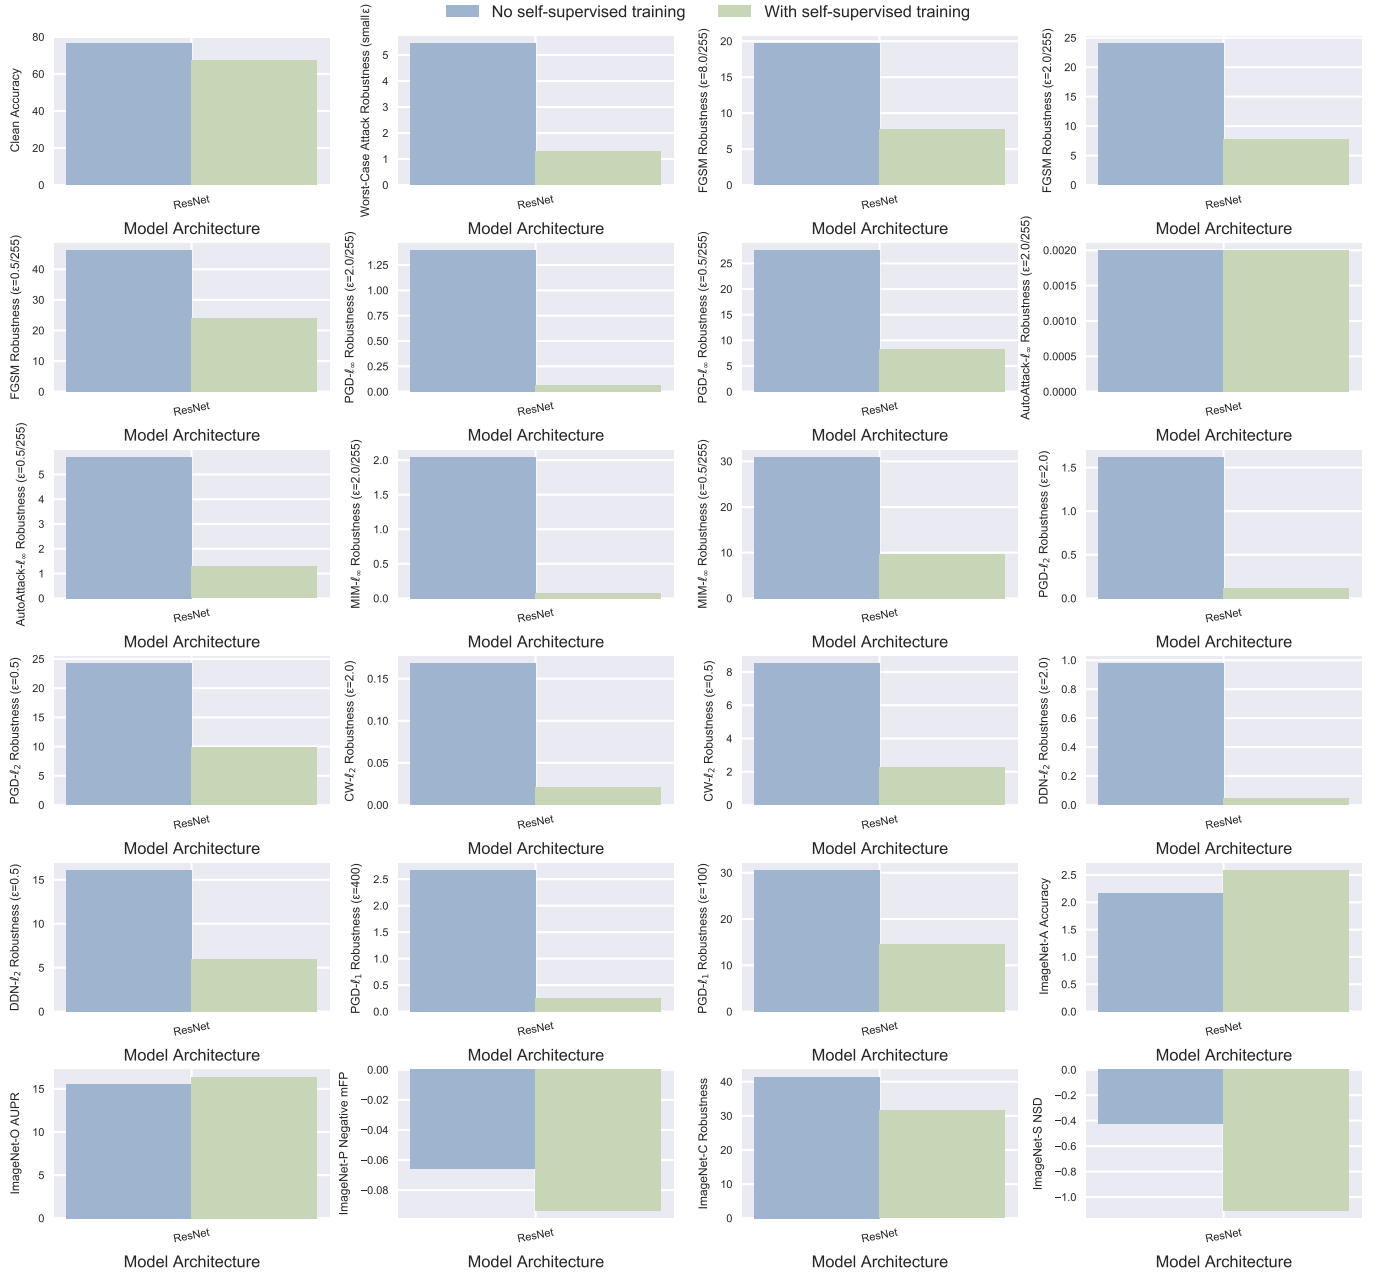 No self-supervised training
With self-supervised training
Clean Accuracy
80
60
40
20
0
ResNet
Model Architecture
Worst-Case Attack Robustness (small ε)
5
4
3
2
1
0
ResNet
Model Architecture
FGSM Robustness (ε=8.0/255)
20
15
10
5
0
ResNet
Model Architecture
FGSM Robustness (ε=2.0/255)
25
20
15
10
5
0
ResNet
Model Architecture
FGSM Robustness (ε=0.5/255)
40
30
20
10
0
ResNet
Model Architecture
PGD-ℓ∞ Robustness (ε=2.0/255)
1.25
1.00
0.75
0.50
0.25
0.00
ResNet
Model Architecture
PGD-ℓ∞ Robustness (ε=0.5/255)
25
20
15
10
5
0
ResNet
Model Architecture
AutoAttack-ℓ∞ Robustness (ε=2.0/255)
0.0020
0.0015
0.0010
0.0005
0.0000
ResNet
Model Architecture
AutoAttack-ℓ∞ Robustness (ε=0.5/255)
5
4
3
2
1
0
ResNet
Model Architecture
MIM-ℓ∞ Robustness (ε=2.0/255)
2.0
1.5
1.0
0.5
0.0
ResNet
Model Architecture
MIM-ℓ∞ Robustness (ε=0.5/255)
30
20
10
0
ResNet
Model Architecture
PGD-ℓ2 Robustness (ε=2.0)
1.5
1.0
0.5
0.0
ResNet
Model Architecture
PGD-ℓ2 Robustness (ε=0.5)
25
20
15
10
5
0
ResNet
Model Architecture
CW-ℓ2 Robustness (ε=2.0)
0.15
0.10
0.05
0.00
ResNet
Model Architecture
CW-ℓ2 Robustness (ε=0.5)
8
6
4
2
0
ResNet
Model Architecture
DDN-ℓ2 Robustness (ε=2.0)
1.0
0.8
0.6
0.4
0.2
0.0
ResNet
Model Architecture
DDN-ℓ2 Robustness (ε=0.5)
15
10
5
0
ResNet
Model Architecture
PGD-ℓ1 Robustness (ε=400)
2.5
2.0
1.5
1.0
0.5
0.0
ResNet
Model Architecture
PGD-ℓ1 Robustness (ε=100)
30
20
10
0
ResNet
Model Architecture
ImageNet-A Accuracy
2.5
2.0
1.5
1.0
0.5
0.0
ResNet
Model Architecture
ImageNet-O AUPR
15
10
5
0
ResNet
Model Architecture
ImageNet-P Negative mFP
0.00
−0.02
−0.04
−0.06
−0.08
ResNet
Model Architecture
ImageNet-C Robustness
40
30
20
10
0
ResNet
Model Architecture
ImageNet-S NSD
0.0
−0.2
−0.4
−0.6
−0.8
−1.0
ResNet
Model Architecture